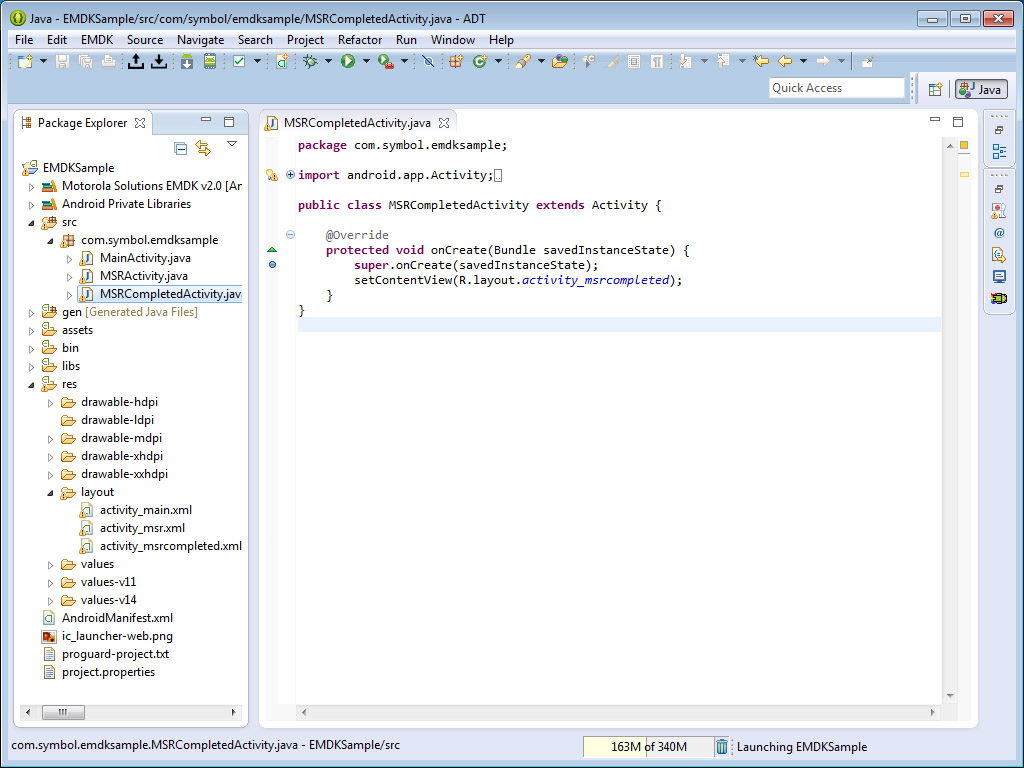 Java - EMDKSample/src/com/symbol/emdksample/MSRCompletedActivity.java - ADT
File Edit EMDK Source Navigate Search Project Refactor Run Window Help
Quick Access
Java
Package Explorer
EMDKSample
Motorola Solutions EMDK v2.0 [An
Android Private Libraries
src
com.symbol.emdksample
MainActivity.java
MSRActivity.java
MSRCompletedActivity.java
gen [Generated Java Files]
assets
bin
libs
res
drawable-hdpi
drawable-ldpi
drawable-mdpi
drawable-xhdpi
drawable-xxhdpi
layout
activity_main.xml
activity_msr.xml
activity_msrcompleted.xml
values
values-v11
values-v14
AndroidManifest.xml
ic_launcher-web.png
proguard-project.txt
project.properties
MSRCompletedActivity.java
package com.symbol.emdksample;
import android.app.Activity;
public class MSRCompletedActivity extends Activity {
@Override
protected void onCreate(Bundle savedInstanceState) {
super.onCreate(savedInstanceState);
setContentView(R.layout.activity_msrcompleted);
}
}
com.symbol.emdksample.MSRCompletedActivity.java - EMDKSample/src
163M of 340M
Launching EMDKSample